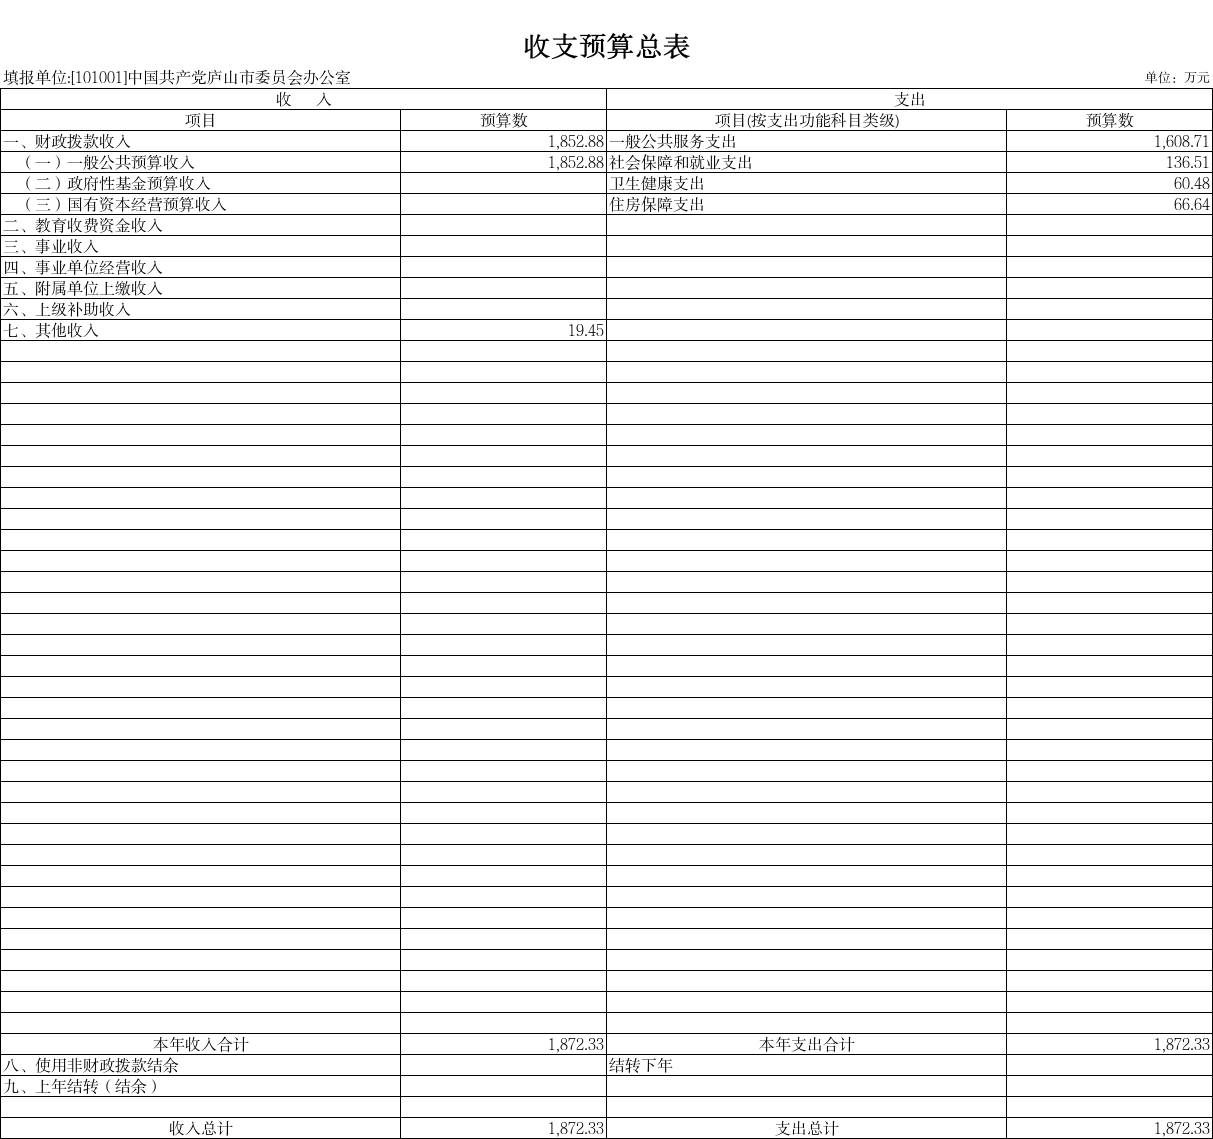 收支预算总表
填报单位:[101001]中国共产党庐山市委员会办公室 单位：万元
收 入 支出
项目 预算数 项目(按支出功能科目类级) 预算数
一、财政拨款收入 1,852.88 一般公共服务支出 1,608.71
（一）一般公共预算收入 1,852.88 社会保障和就业支出 136.51
（二）政府性基金预算收入 卫生健康支出 60.48
（三）国有资本经营预算收入 住房保障支出 66.64
二、教育收费资金收入
三、事业收入
四、事业单位经营收入
五、附属单位上缴收入
六、上级补助收入
七、其他收入 19.45
本年收入合计 1,872.33 本年支出合计 1,872.33
八、使用非财政拨款结余 结转下年
九、上年结转（结余）
收入总计 1,872.33 支出总计 1,872.33